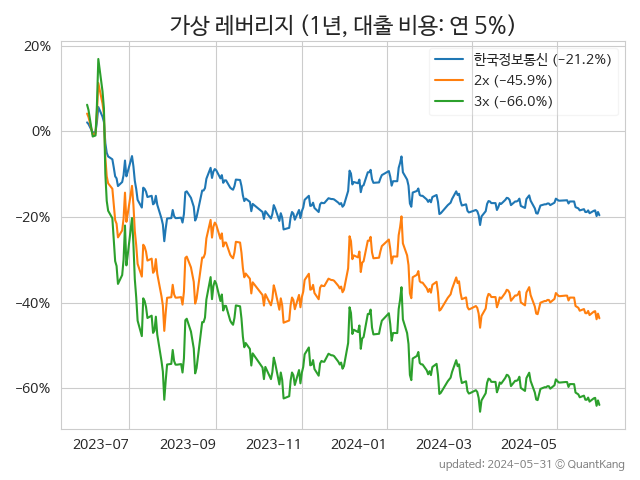 가상 레버리지 (1년, 대출 비용: 연 5%)
20%
0%
−20%
−40%
−60%
한국정보통신 (−21.2%)
2x (−45.9%)
3x (−66.0%)
2023-07 2023-09 2023-11 2024-01 2024-03 2024-05
updated: 2024-05-31 © QuantKang